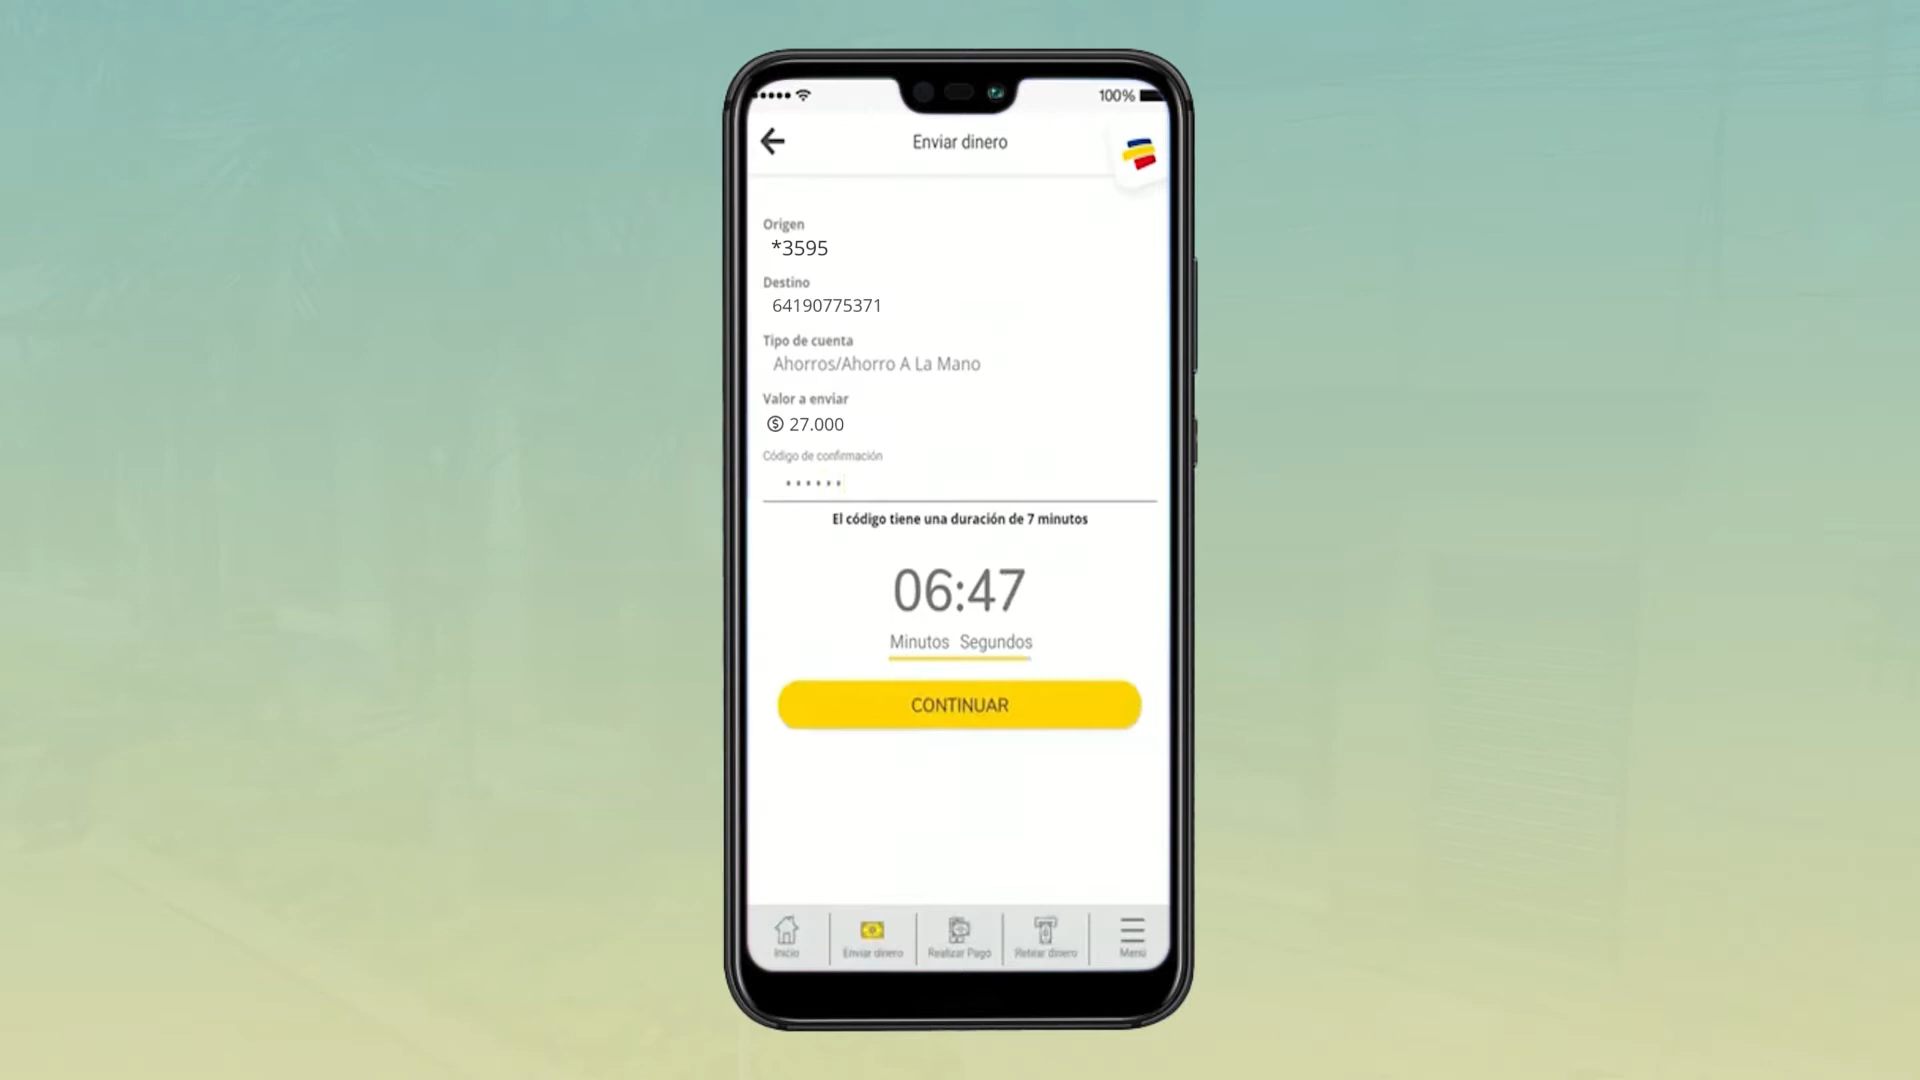 100%
Enviar dinero
Origen
*3595
Destino
64190775371
Tipo de cuenta
Ahorros/Ahorro A La Mano
Valor a enviar
27.000
Código de confirmación
••••••
El código tiene una duración de 7 minutos
06:47
Minutos Segundos
CONTINUAR
Inicio Enviar dinero Realizar Pago Retirar dinero Menú